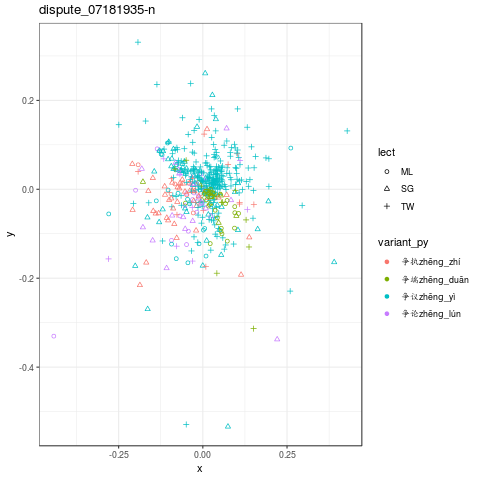 dispute_07181935-n
0.2
0.0
-0.2
-0.4
y
-0.25
0.00
0.25
x
lect
ML
SG
TW
variant_py
争执zhēng_zhí
争端zhēng_duān
争议zhēng_yì
争论zhēng_lún